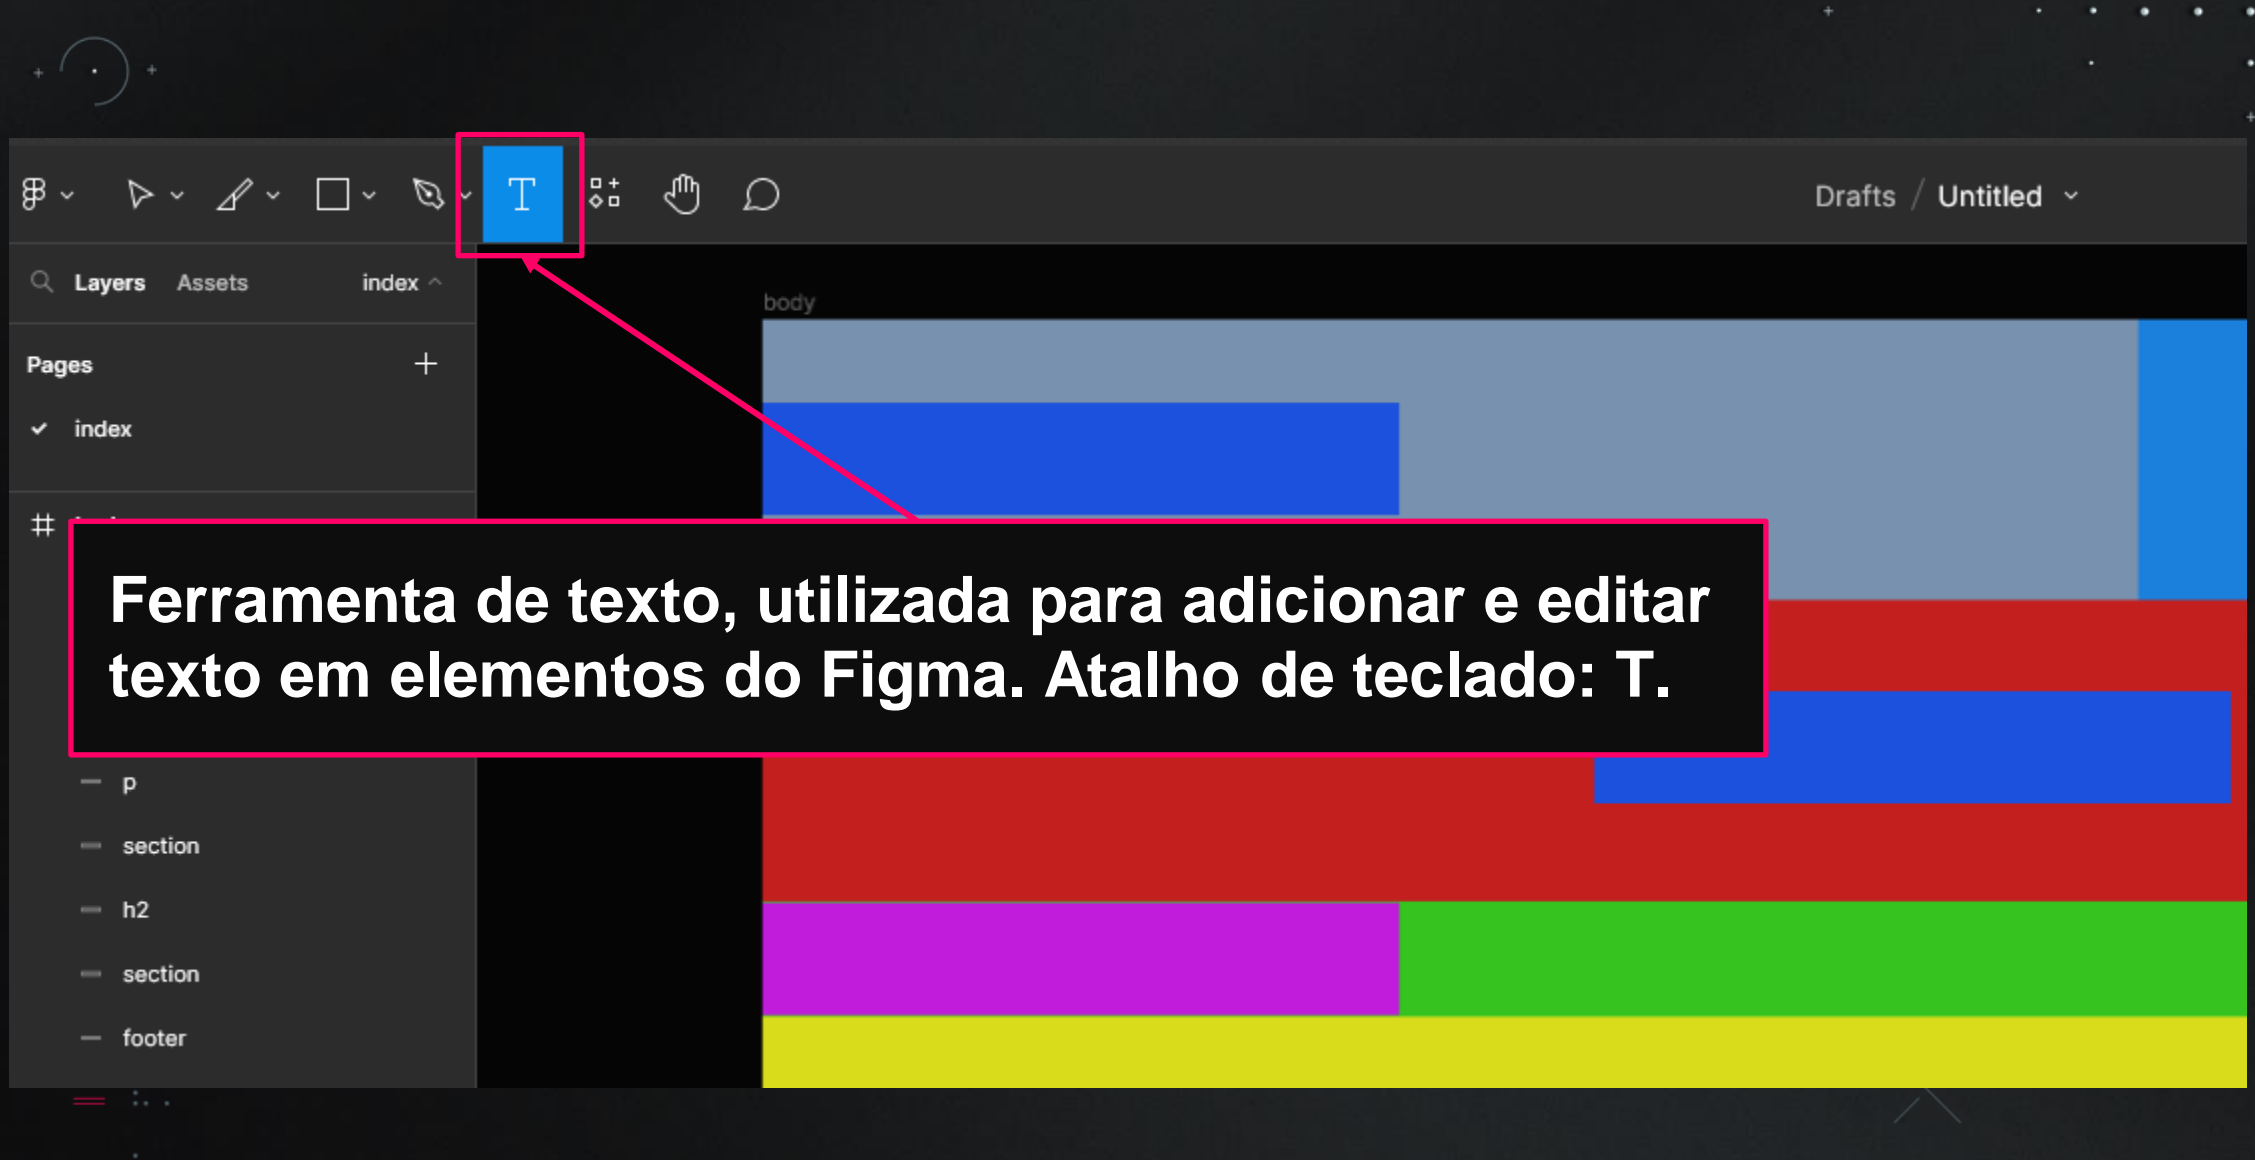 T
Drafts / Untitled
Layers Assets index
body
Pages
index
Ferramenta de texto, utilizada para adicionar e editar
texto em elementos do Figma. Atalho de teclado: T.
p
section
h2
section
footer